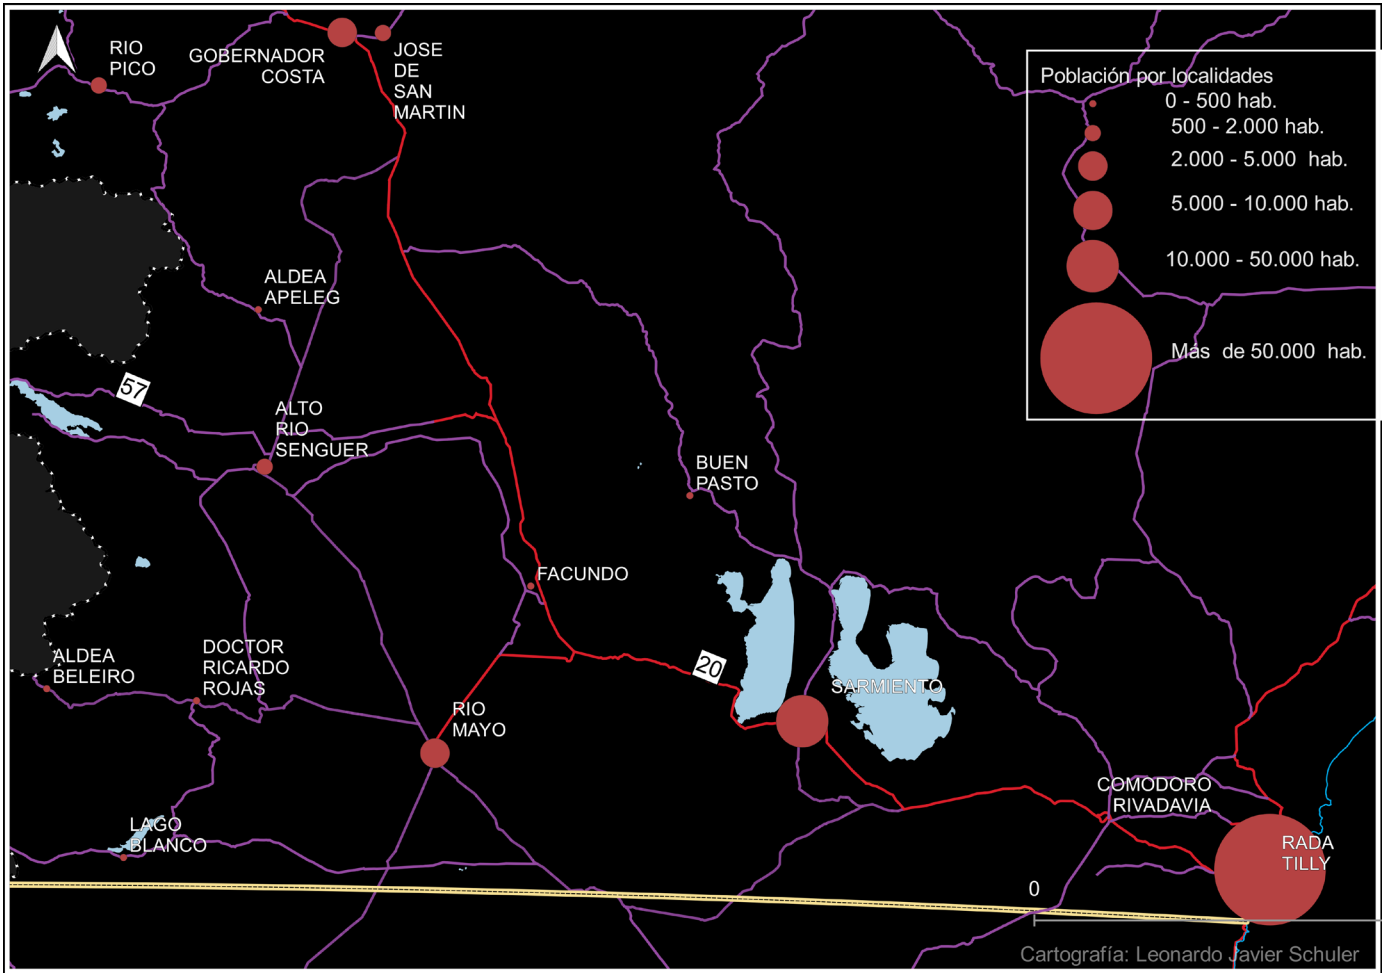 RIO
PICO
GOBERNADOR
COSTA
JOSE
DE
SAN
MARTIN
Población por localidades
0 - 500 hab.
500 - 2.000 hab.
2.000 - 5.000 hab.
5.000 - 10.000 hab.
10.000 - 50.000 hab.
Más de 50.000 hab.
ALDEA
APELEG
57
ALTO
RIO
SENGUER
BUEN
PASTO
FACUNDO
ALDEA
BELEIRO
DOCTOR
RICARDO
ROJAS
20
SARMIENTO
RIO
MAYO
COMODORO
RIVADAVIA
LAGO
BLANCO
RADA
TILLY
0
Cartografía: Leonardo Javier Schuler